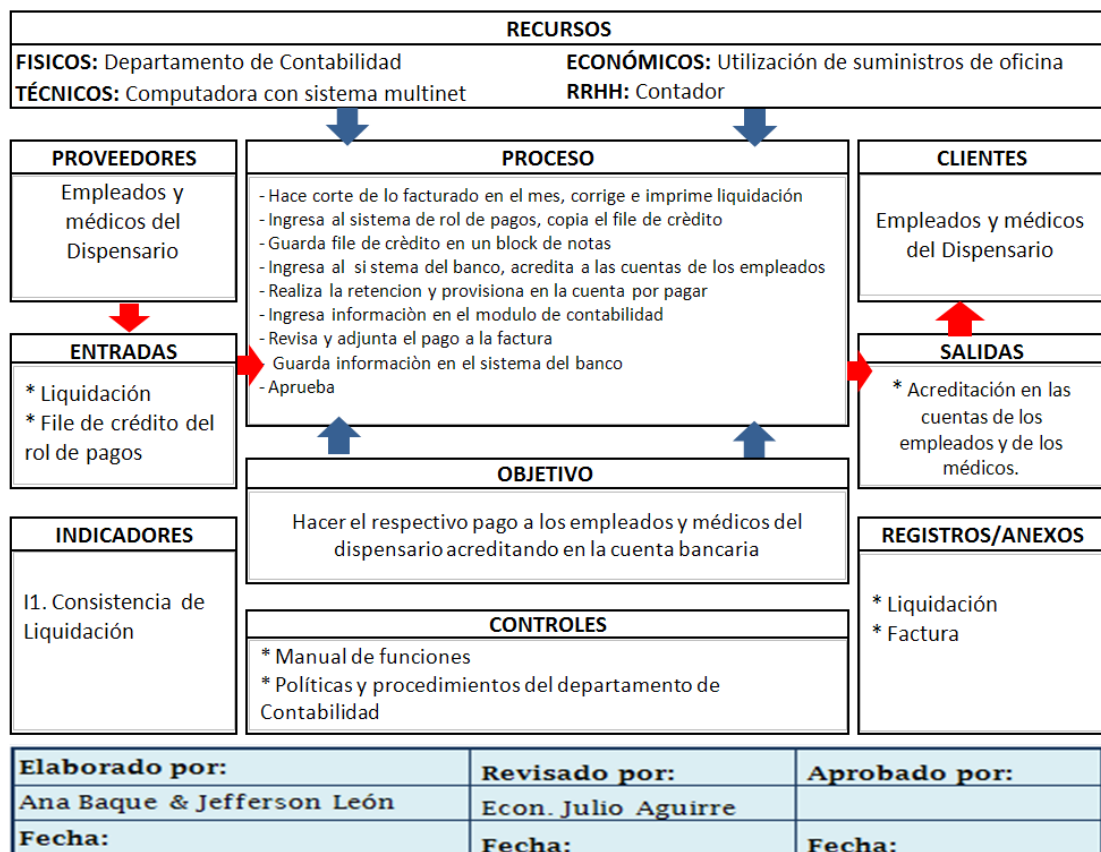 RECURSOS
FISICOS: Departamento de Contabilidad
ECONÓMICOS: Utilización de suministros de oficina
TÉCNICOS: Computadora con sistema multinet
RRHH: Contador
PROVEEDORES
Empleados y
médicos del
Dispensario
PROCESO
- Hace corte de lo facturado en el mes, corrige e imprime liquidación
- Ingresa al sistema de rol de pagos, copia el file de crèdito
- Guarda file de crèdito en un block de notas
- Ingresa al si stema del banco, acredita a las cuentas de los empleados
- Realiza la retencion y provisiona en la cuenta por pagar
- Ingresa informaciòn en el modulo de contabilidad
- Revisa y adjunta el pago a la factura
Guarda informaciòn en el sistema del banco
- Aprueba
CLIENTES
Empleados y médicos
del Dispensario
ENTRADAS
* Liquidación
* File de crédito del
rol de pagos
SALIDAS
* Acreditación en las
cuentas de los
empleados y de los
médicos.
OBJETIVO
Hacer el respectivo pago a los empleados y médicos del
dispensario acreditando en la cuenta bancaria
INDICADORES
I1. Consistencia de
Liquidación
REGISTROS/ANEXOS
* Liquidación
* Factura
CONTROLES
* Manual de funciones
* Políticas y procedimientos del departamento de
Contabilidad
Elaborado por:
Revisado por:
Aprobado por:
Ana Baque & Jefferson León
Econ. Julio Aguirre
Fecha:
Fecha:
Fecha: